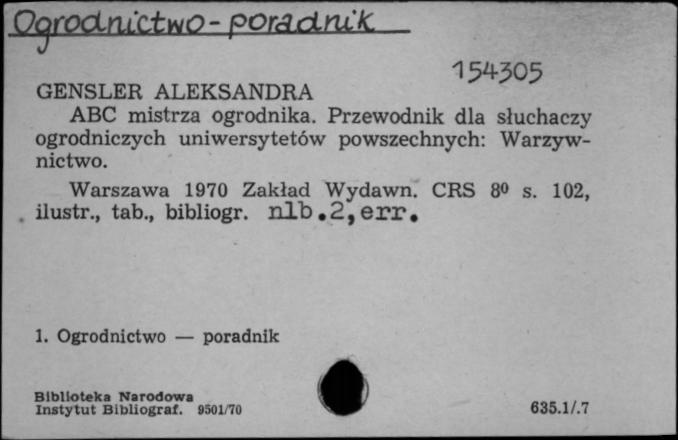 Ogrodnictwo - poradnik
154305
GENSLER ALEKSANDRA
ABC mistrza ogrodnika. Przewodnik dla słuchaczy
ogrodniczych uniwersytetów powszechnych: Warzyw-
nictwo.
Warszawa 1970 Zakład Wydawn. CRS 8⁰ s. 102,
ilustr., tab., bibliogr. nlb.2,err.
1. Ogrodnictwo — poradnik
Biblioteka Narodowa
Instytut Bibliograf. 9501/70
635.1/.7